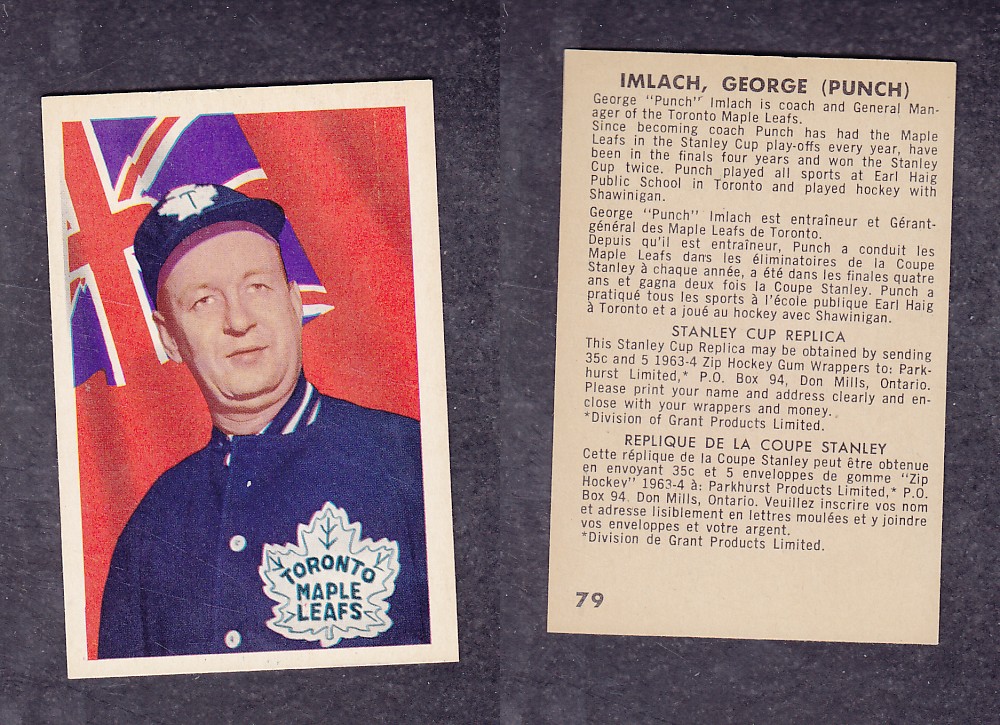 T
TORONTO
MAPLE
LEAFS
IMLACH, GEORGE (PUNCH)
George "Punch" Imlach is coach and General Man-
ager of the Toronto Maple Leafs.
Since becoming coach Punch has had the Maple
Leafs in the Stanley Cup play-offs every year, have
been in the finals four years and won the Stanley
Cup twice. Punch played all sports at Earl Haig
Public School in Toronto and played hockey with
Shawinigan.
George "Punch" Imlach est entraîneur et Gérant-
général des Maple Leafs de Toronto.
Depuis qu'il est entraîneur, Punch a conduit les
Maple Leafs dans les éliminatoires de la Coupe
Stanley à chaque année, a été dans les finales quatre
ans et gagna deux fois la Coupe Stanley. Punch a
pratiqué tous les sports à l'école publique Earl Haig
à Toronto et a joué au hockey avec Shawinigan.
STANLEY CUP REPLICA
This Stanley Cup Replica may be obtained by sending
35c and 5 1963-4 Zip Hockey Gum Wrappers to: Park-
hurst Limited,* P.O. Box 94, Don Mills, Ontario.
Please print your name and address clearly and en-
close with your wrappers and money.
*Division of Grant Products Limited.
REPLIQUE DE LA COUPE STANLEY
Cette réplique de la Coupe Stanley peut être obtenue
en envoyant 35c et 5 enveloppes de gomme "Zip
Hockey" 1963-4 à: Parkhurst Products Limited,* P.O.
Box 94, Don Mills, Ontario. Veuillez inscrire vos nom
et adresse lisiblement en lettres moulées et y joindre
vos enveloppes et votre argent.
*Division de Grant Products Limited.
79